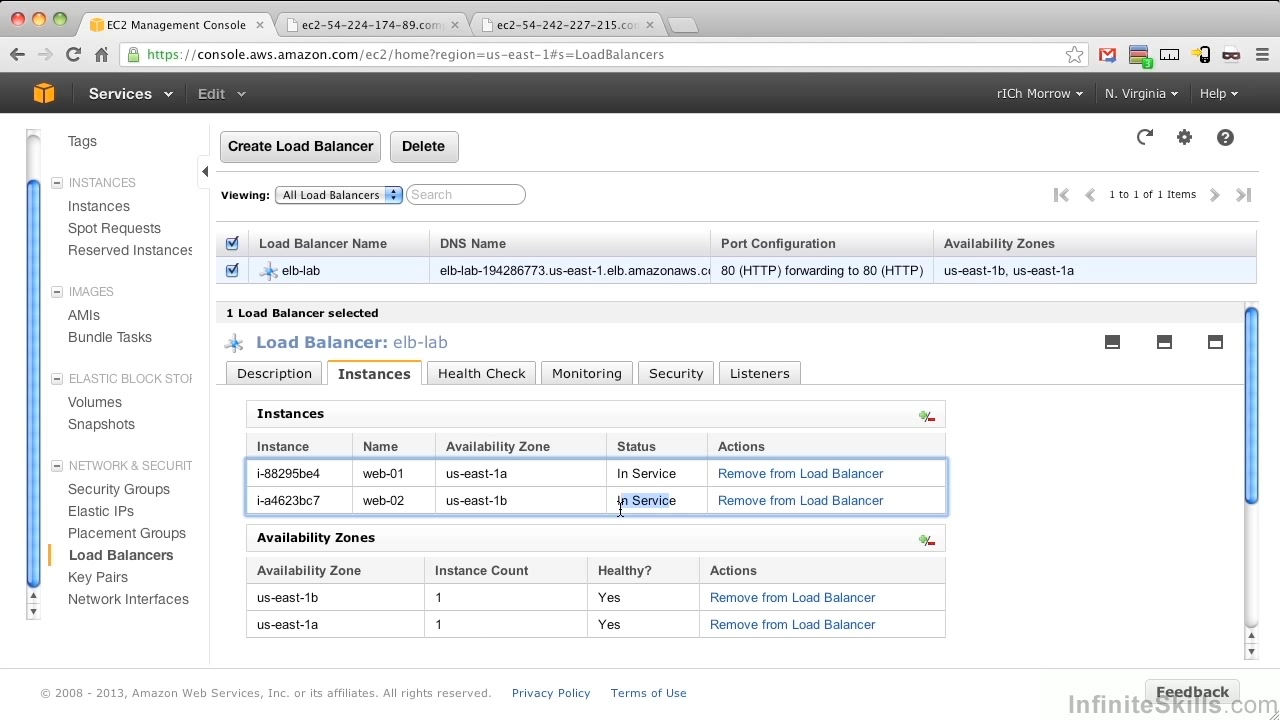 EC2 Management Console
ec2-54-224-174-89.com
ec2-54-242-227-215.con
https://console.aws.amazon.com/ec2/home?region=us-east-1#s=LoadBalancers
3
Services
Edit
rICh Morrow
N. Virginia
Help
Tags
INSTANCES
Instances
Spot Requests
Reserved Instances
IMAGES
AMIs
Bundle Tasks
ELASTIC BLOCK STOR
Volumes
Snapshots
NETWORK & SECURIT
Security Groups
Elastic IPs
Placement Groups
Load Balancers
Key Pairs
Network Interfaces
Create Load Balancer
Delete
Viewing: All Load Balancers Search
1 to 1 of 1 Items
Load Balancer Name DNS Name Port Configuration Availability Zones
elb-lab elb-lab-194286773.us-east-1.elb.amazonaws.co 80 (HTTP) forwarding to 80 (HTTP) us-east-1b, us-east-1a
1 Load Balancer selected
Load Balancer: elb-lab
Description Instances Health Check Monitoring Security Listeners
Instances
Instance Name Availability Zone Status Actions
i-88295be4 web-01 us-east-1a In Service Remove from Load Balancer
i-a4623bc7 web-02 us-east-1b In Service Remove from Load Balancer
Availability Zones
Availability Zone Instance Count Healthy? Actions
us-east-1b 1 Yes Remove from Load Balancer
us-east-1a 1 Yes Remove from Load Balancer
© 2008 - 2013, Amazon Web Services, Inc. or its affiliates. All rights reserved. Privacy Policy Terms of Use
Feedback
InfiniteSkills.com